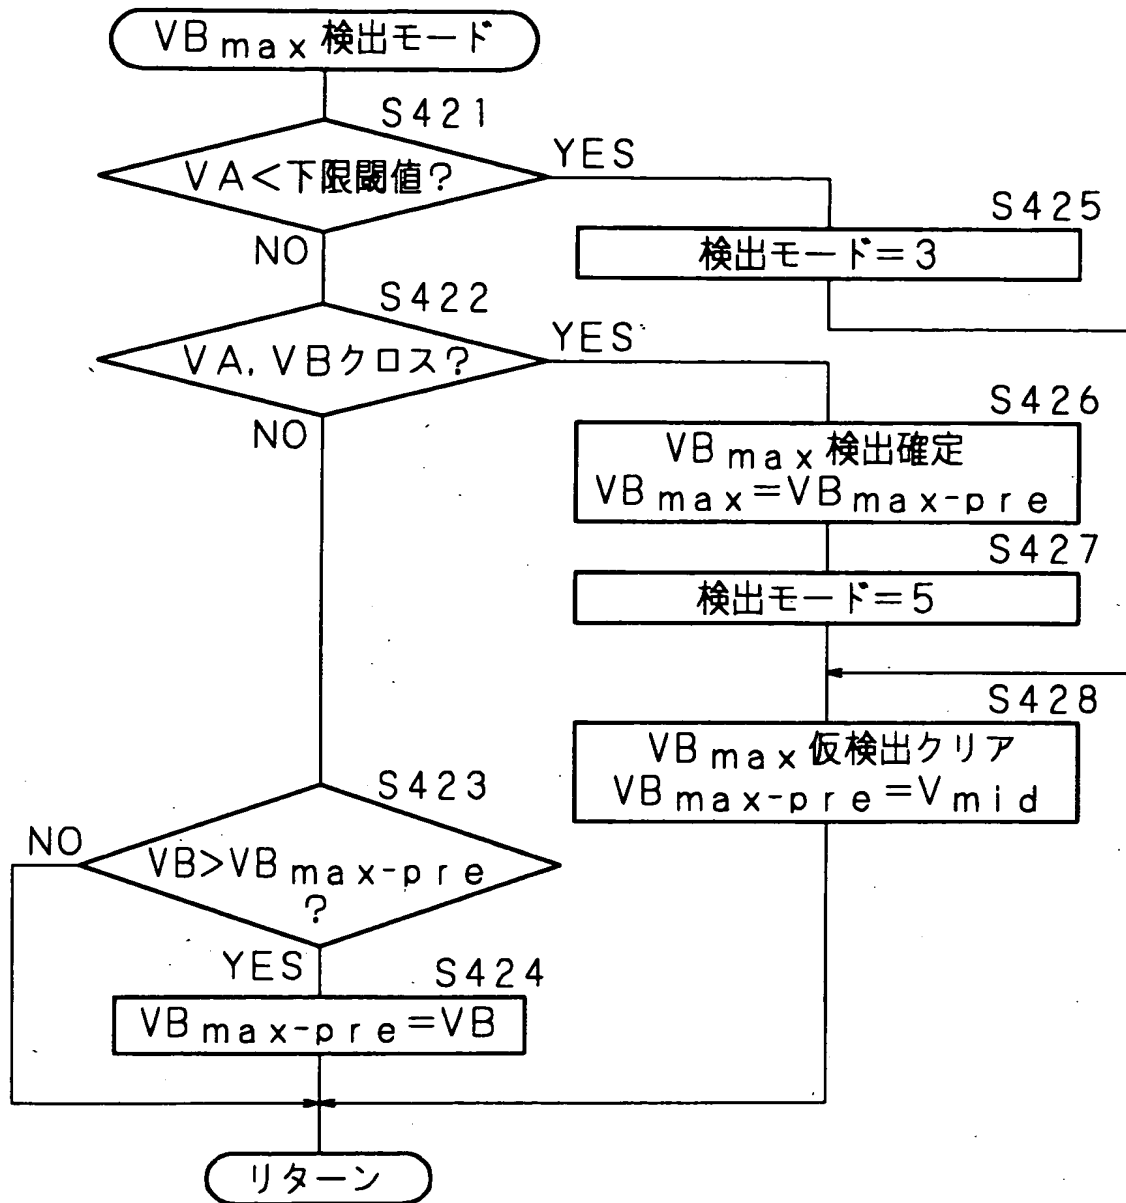 VBmax検出モード
S421
VA<下限閾値?
YES
NO
S425
検出モード=3
S422
VA,VBクロス?
YES
NO
S426
VBmax検出確定
VBmax=VBmax-pre
S427
検出モード=5
S428
VBmax仮検出クリア
VBmax-pre=Vmid
S423
NO
VB>VBmax-pre
?
YES
S424
VBmax-pre=VB
リターン